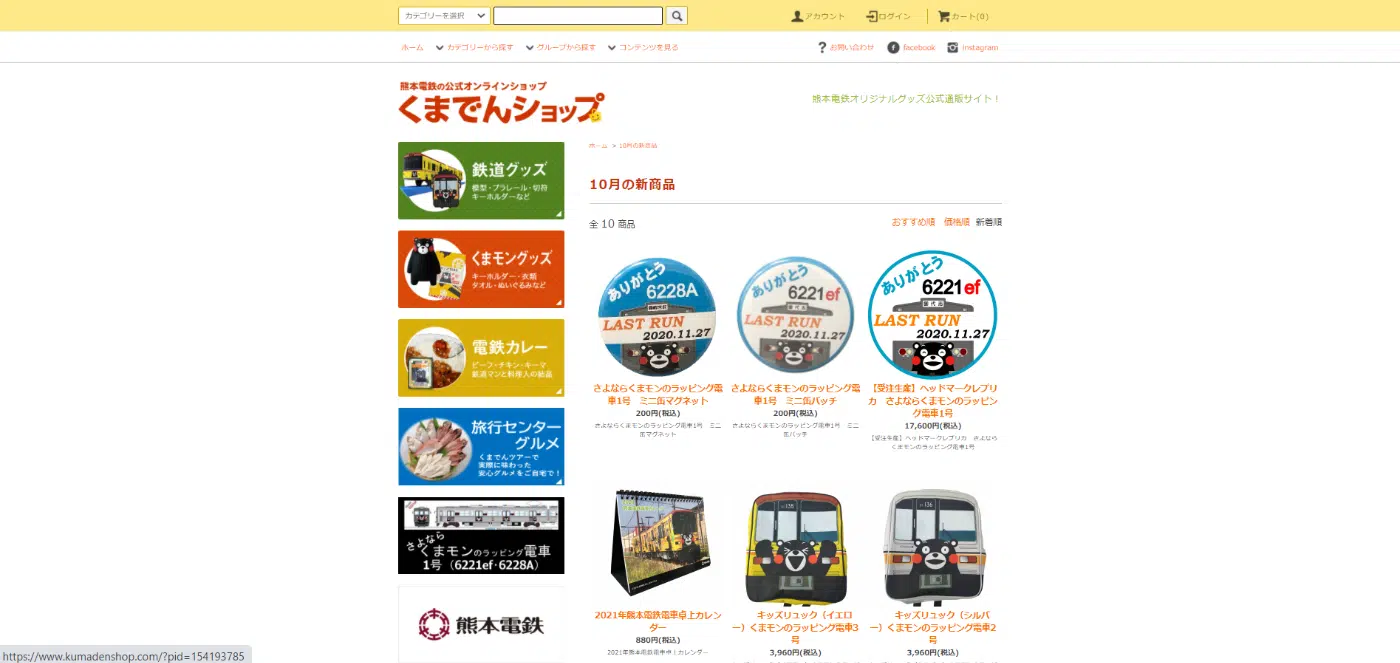 カテゴリーを選択
アカウント
ログイン
カート(0)
ホーム
カテゴリーから探す
グループから探す
コンテンツを見る
お問い合わせ
facebook
Instagram
熊本電鉄の公式オンラインショップ
くまでんショップ
熊本電鉄オリジナルグッズ公式通販サイト！
鉄道グッズ
模型・プラレール・切符
キーホルダーなど
くまモングッズ
キーホルダー・衣類
タオル・ぬいぐるみなど
電鉄カレー
ビーフ・チキン・キーマ
鉄道マンと料理人の結晶
旅行センター
グルメ
くまでんツアーで
実際に味わった
安心グルメをご自宅で！
さよなら
くまモンのラッピング電車
1号（6221ef・6228A）
熊本電鉄
ホーム > 10月の新商品
10月の新商品
全 10 商品
おすすめ順 価格順 新着順
ありがとう
6228A
LAST RUN
2020.11.27
さよならくまモンのラッピング電
車1号　ミニ缶マグネット
200円(税込)
さよならくまモンのラッピング電車1号　ミニ
缶マグネット
ありがとう
6221ef
LAST RUN
2020.11.27
さよならくまモンのラッピング電
車1号　ミニ缶バッチ
200円(税込)
さよならくまモンのラッピング電車1号　ミニ
缶バッチ
ありがとう
6221ef
LAST RUN
2020.11.27
【受注生産】ヘッドマークレプリ
カ　さよならくまモンのラッピン
グ電車1号
17,600円(税込)
【受注生産】ヘッドマークレプリカ　さよなら
くまモンのラッピング電車1号
2021年熊本電鉄電車卓上カレン
ダー
880円(税込)
2021年熊本電鉄電車卓上カレンダー
キッズリュック（イエロ
ー）くまモンのラッピング電車3
号
3,960円(税込)
キッズリュック（シルバ
ー）くまモンのラッピング電車2
号
3,960円(税込)
https://www.kumadenshop.com/?pid=154193785